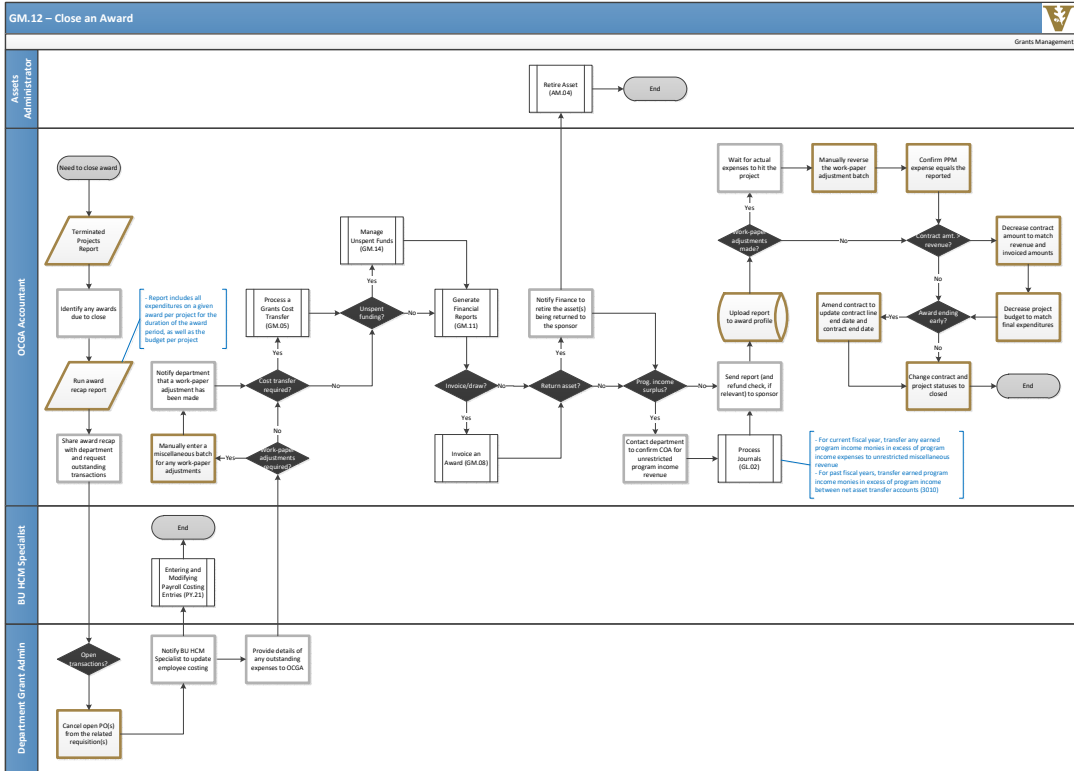 GM.12 – Close an Award
Grants Management
Assets
Administrator
Retire Asset
(AM.04)
End
OCGA Accountant
Need to close award
Terminated
Projects
Report
Identify any awards
due to close
- Report includes all
expenditures on a given
award per project for the
duration of the award
period, as well as the
budget per project
Run award
recap report
Share award recap
with department
and request
outstanding
transactions
Notify department
that a work-paper
adjustment has
been made
Manually enter a
miscellaneous batch
for any work-paper
adjustments
Yes
Work-paper
adjustments
required?
No
Cost transfer
required?
Yes
No
Process a
Grants Cost
Transfer
(GM.05)
Unspent
funding?
Yes
No
Manage
Unspent Funds
(GM.14)
Generate
Financial
Reports
(GM.11)
Invoice/draw?
No
Yes
Invoice an
Award (GM.08)
Return asset?
Yes
No
Notify Finance to
retire the asset(s)
being returned to
the sponsor
Prog. income
surplus?
No
Yes
Contact department
to confirm COA for
unrestricted
program income
revenue
Process
Journals
(GL.02)
- For current fiscal year, transfer any earned
program income monies in excess of program
income expenses to unrestricted miscellaneous
revenue
- For past fiscal years, transfer earned program
income monies in excess of program income
between net asset transfer accounts (3010)
Send report (and
refund check, if
relevant) to sponsor
Upload report
to award profile
Work-paper
adjustments
made?
Yes
No
Wait for actual
expenses to hit the
project
Manually reverse
the work-paper
adjustment batch
Confirm PPM
expense equals the
reported
Contract amt. >
revenue?
Yes
No
Decrease contract
amount to match
revenue and
invoiced amounts
Decrease project
budget to match
final expenditures
Award ending
early?
Yes
No
Amend contract to
update contract line
end date and
contract end date
Change contract and
project statuses to
closed
End
BU HCM Specialist
End
Entering and
Modifying
Payroll Costing
Entries (PY.21)
Department Grant Admin
Open
transactions?
Cancel open PO(s)
from the related
requisition(s)
Notify BU HCM
Specialist to update
employee costing
Provide details of
any outstanding
expenses to OCGA